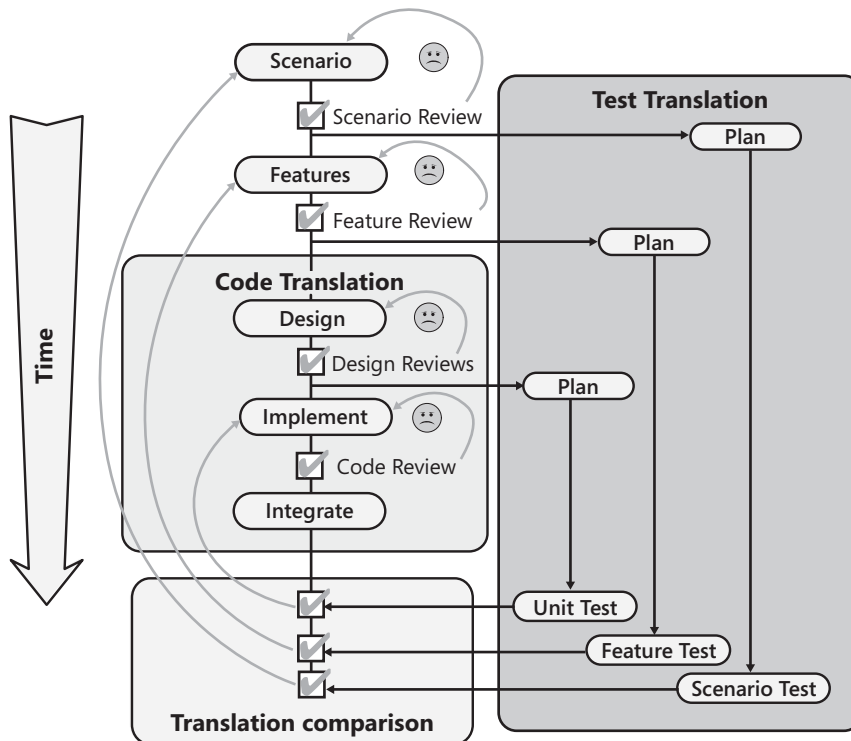 Scenario
Test Translation
Scenario Review
Plan
Features
Feature Review
Plan
Code Translation
Design
Time
Design Reviews
Plan
Implement
Code Review
Integrate
Unit Test
Feature Test
Scenario Test
Translation comparison